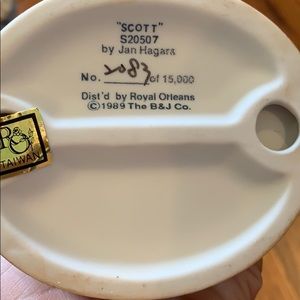 "SCOTT"
S20507
by Jan Hagara
No. 2083 of 15,000
Dist'd by Royal Orleans
©1989 The B&J Co.
TAIWAN